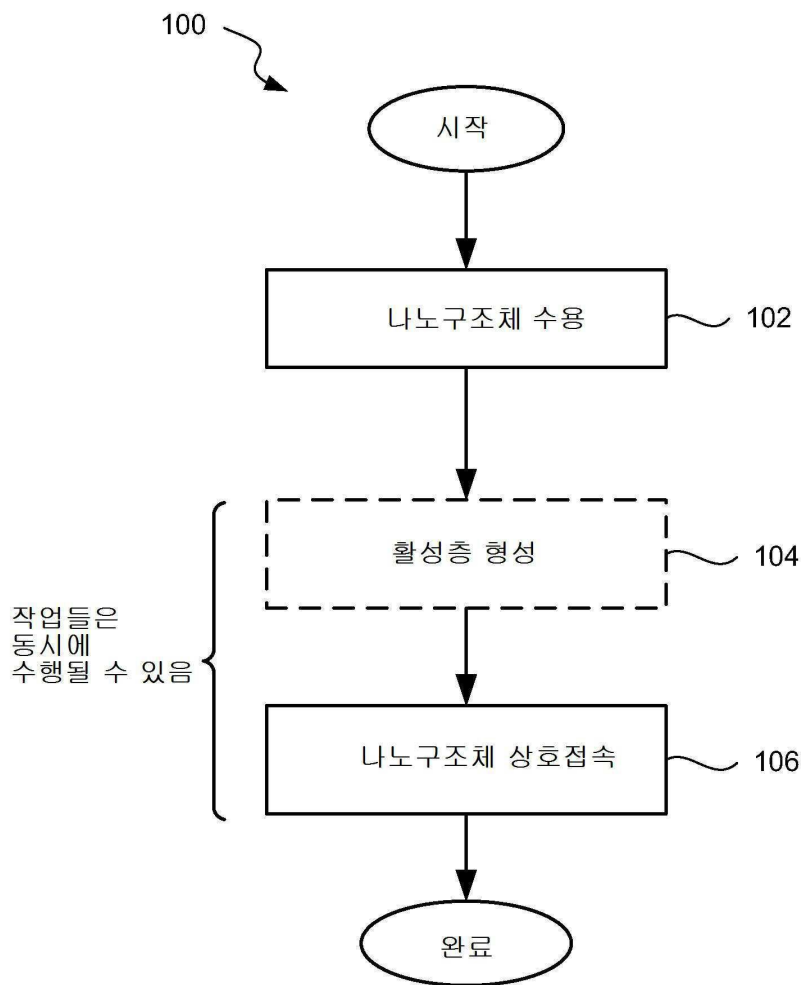 100
시작
나노구조체 수용
102
활성층 형성
104
작업들은
동시에
수행될 수 있음
나노구조체 상호접속
106
완료